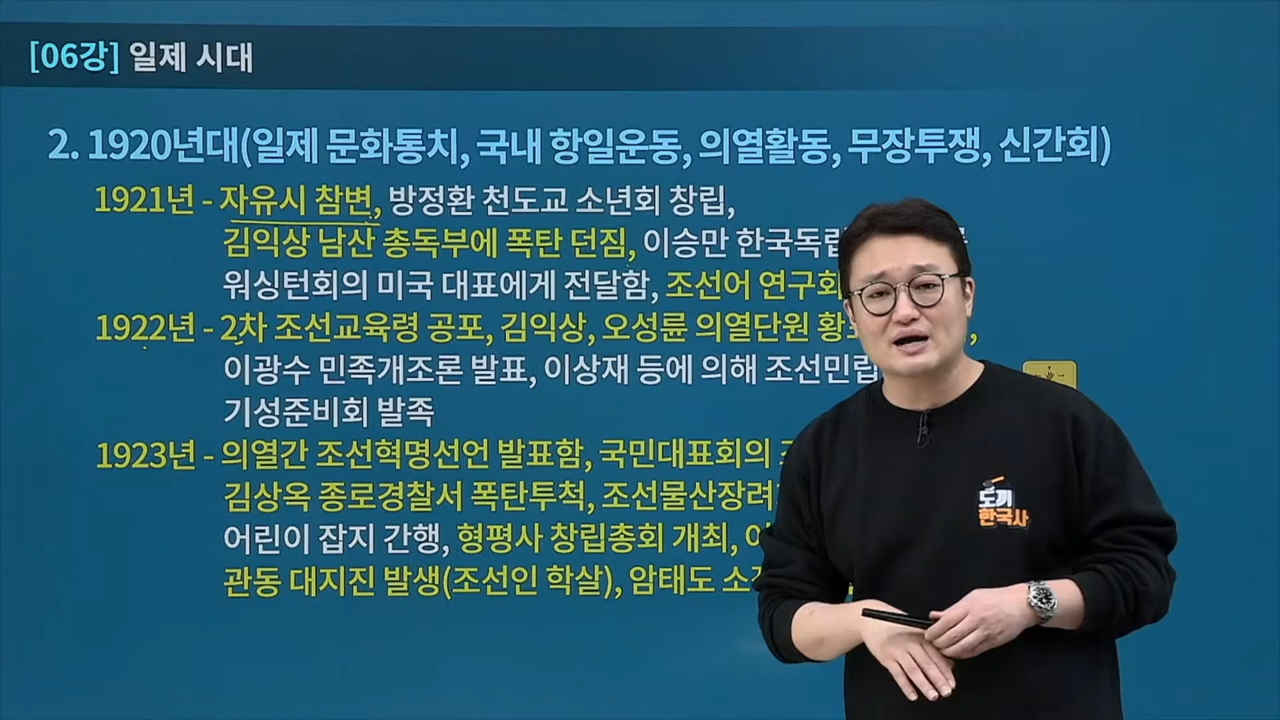 [06강] 일제 시대
2. 1920년대(일제 문화통치, 국내 항일운동, 의열활동, 무장투쟁, 신간회)
1921년 - 자유시 참변, 방정환 천도교 소년회 창립,
김익상 남산 총독부에 폭탄 던짐, 이승만 한국독립
워싱턴회의 미국 대표에게 전달함, 조선어 연구회
1922년 - 2차 조선교육령 공포, 김익상, 오성륜 의열단원
이광수 민족개조론 발표, 이상재 등에 의해 조선민립
기성준비회 발족
1923년 - 의열간 조선혁명선언 발표함, 국민대표회의
김상옥 종로경찰서 폭탄투척, 조선물산장려
어린이 잡지 간행, 형평사 창립총회 개최,
관동 대지진 발생(조선인 학살), 암태도
도끼
한국사